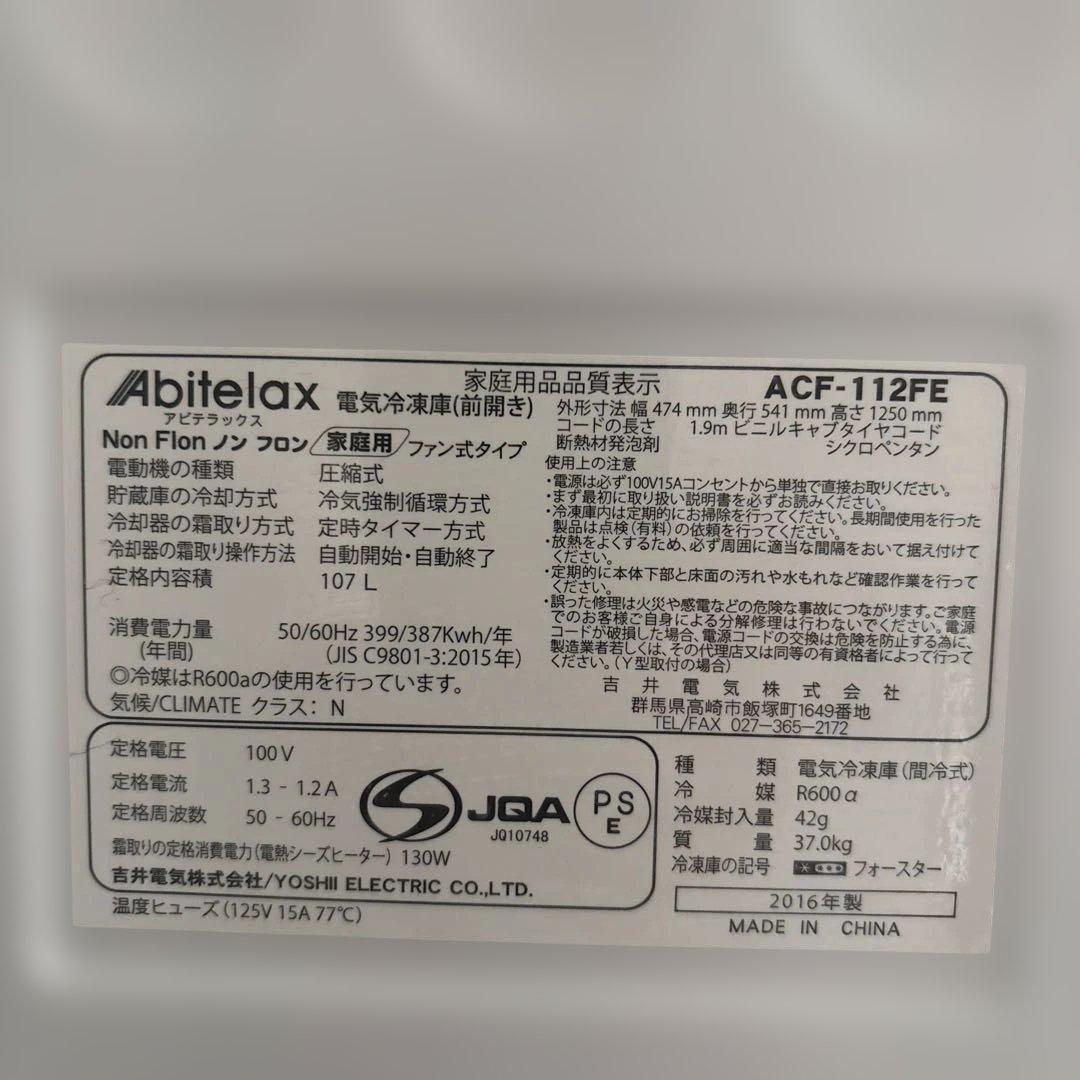 家庭用品品質表示
Abitelax
アビテラックス
電気冷凍庫(前開き)
Non Flon ノン フロン 家庭用 ファン式タイプ
電動機の種類 圧縮式
貯蔵庫の冷却方式 冷気強制循環方式
冷却器の霜取り方式 定時タイマー方式
冷却器の霜取り操作方法 自動開始・自動終了
定格内容積 107 L
消費電力量 50/60Hz 399/387Kwh/年
(年間) (JIS C9801-3:2015年)
◎冷媒はR600aの使用を行っています。
気候/CLIMATE クラス: N
ACF-112FE
外形寸法 幅 474 mm 奥行 541 mm 高さ 1250 mm
コードの長さ 1.9m ビニルキャブタイヤコード
断熱材発泡剤 シクロペンタン
使用上の注意
・電源は必ず100V15Aコンセントから単独で直接お取りください。
・まず最初に取り扱い説明書を必ずお読みください。
・冷凍庫内は定期的にお掃除を行ってください。長期間使用を行った
製品は点検(有料)の依頼を行ってください。
・放熱をよくするため、必ず周囲に適当な間隔をおいて据え付けて
ください。
・定期的に本体下部と床面の汚れや水もれなど確認作業を行って
ください。
・誤った修理は火災や感電などの危険な事故につながります。ご家庭
でのお客様ご自身による分解修理は行わないでください。電源
コードが破損した場合、電源コードの交換は危険を防止する為に、
製造業者若しくは、その代理店又は同等の有資格者によって行って
ください。(Y型取付の場合)
吉井電気株式会社
群馬県高崎市飯塚町1649番地
TEL/FAX 027-365-2172
定格電圧 100V
定格電流 1.3 - 1.2A
定格周波数 50 - 60Hz
JQA
JQ10748
PS
E
霜取りの定格消費電力(電熱シーズヒーター) 130W
吉井電気株式会社/YOSHII ELECTRIC CO.,LTD.
温度ヒューズ(125V 15A 77℃)
種類 電気冷凍庫(間冷式)
冷媒 R600α
冷媒封入量 42g
質量 37.0kg
冷凍庫の記号 フォースター
2016年製
MADE IN CHINA